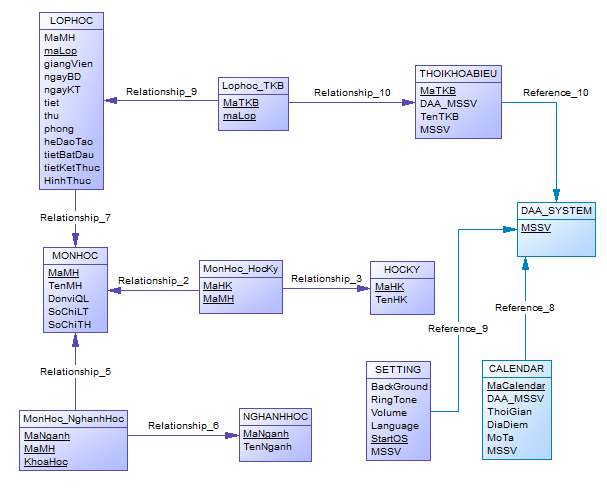 LOPHOC
MaMH
maLop
giangVien
ngayBD
ngayKT
tiet
thu
phong
heDaoTao
tietBatDau
tietKetThuc
HinhThuc
Relationship_9
Lophoc_TKB
MaTKB
maLop
Relationship_10
THOIKHOABIEU
MaTKB
DAA_MSSV
TenTKB
MSSV
Reference_10
DAA_SYSTEM
MSSV
Relationship_7
MONHOC
MaMH
TenMH
DonviQL
SoChiLT
SoChiTH
Relationship_2
MonHoc_HocKy
MaHK
MaMH
Relationship_3
HOCKY
MaHK
TenHK
Reference_9
Reference_8
Relationship_5
MonHoc_NghanhHoc
MaNganh
MaMH
KhoaHoc
Relationship_6
NGHANHHOC
MaNganh
TenNganh
SETTING
BackGround
RingTone
Volume
Language
StartOS
MSSV
CALENDAR
MaCalendar
DAA_MSSV
ThoiGian
DiaDiem
MoTa
MSSV